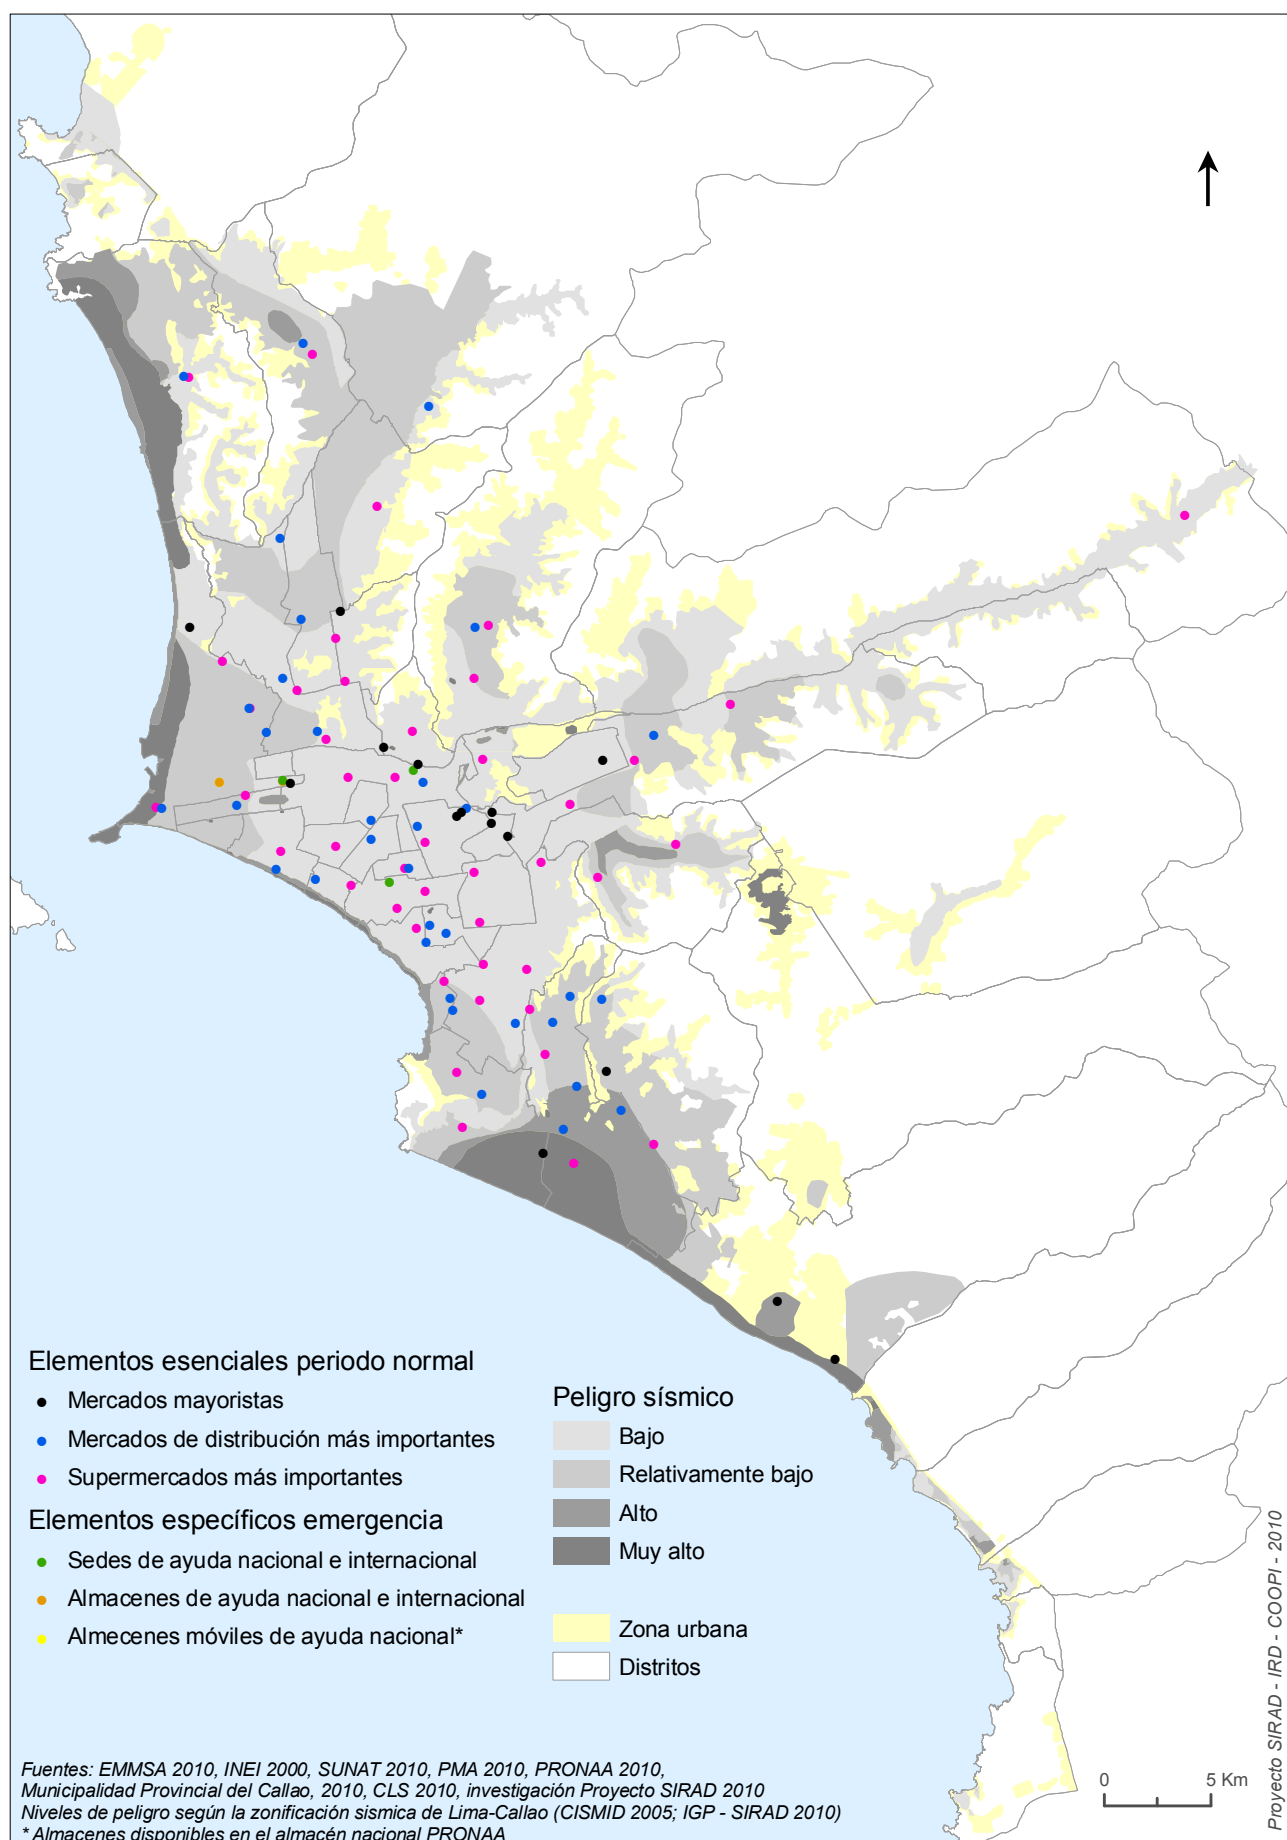 Elementos esenciales periodo normal
Mercados mayoristas
Mercados de distribución más importantes
Supermercados más importantes
Elementos específicos emergencia
Sedes de ayuda nacional e internacional
Almacenes de ayuda nacional e internacional
Almecenes móviles de ayuda nacional*
Peligro sísmico
Bajo
Relativamente bajo
Alto
Muy alto
Zona urbana
Distritos
Fuentes: EMMSA 2010, INEI 2000, SUNAT 2010, PMA 2010, PRONAA 2010,
Municipalidad Provincial del Callao, 2010, CLS 2010, investigación Proyecto SIRAD 2010
Niveles de peligro según la zonificación sismica de Lima-Callao (CISMID 2005; IGP - SIRAD 2010)
* Almacenes disponibles en el almacén nacional PRONAA
0 5 Km
Proyecto SIRAD - IRD - COOPI - 2010